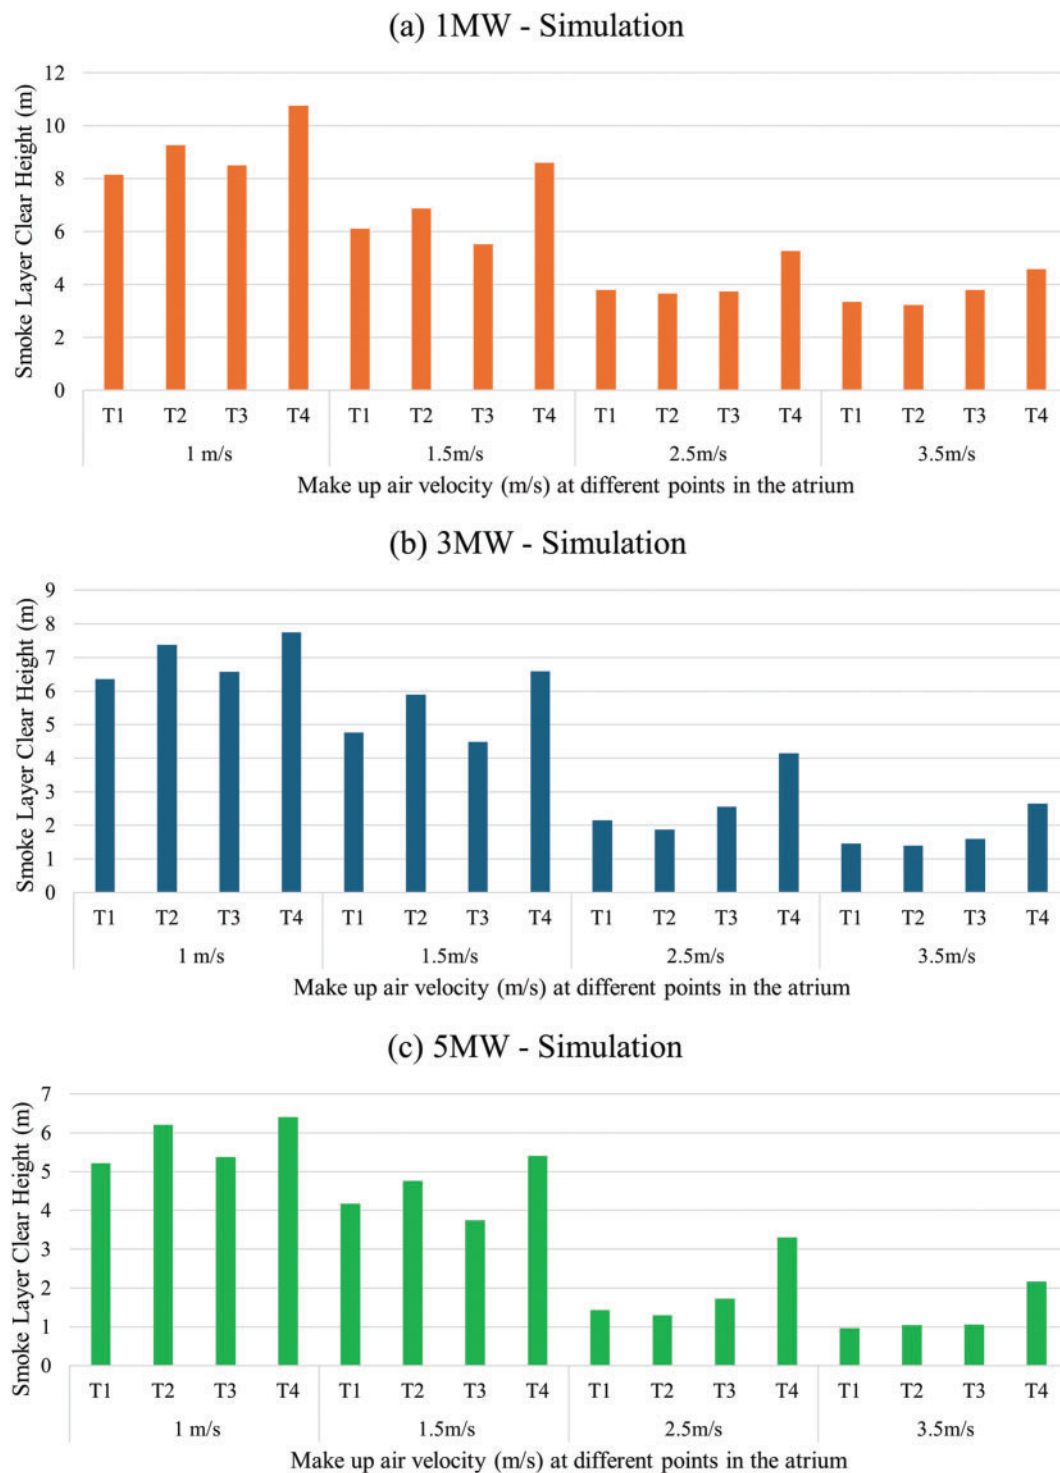 (a) 1MW - Simulation
Smoke Layer Clear Height (m)
12
10
8
6
4
2
0
T1 T2 T3 T4 T1 T2 T3 T4 T1 T2 T3 T4 T1 T2 T3 T4
1 m/s 1.5m/s 2.5m/s 3.5m/s
Make up air velocity (m/s) at different points in the atrium
(b) 3MW - Simulation
Smoke Layer Clear Height (m)
9
8
7
6
5
4
3
2
1
0
T1 T2 T3 T4 T1 T2 T3 T4 T1 T2 T3 T4 T1 T2 T3 T4
1 m/s 1.5m/s 2.5m/s 3.5m/s
Make up air velocity (m/s) at different points in the atrium
(c) 5MW - Simulation
Smoke Layer Clear Height (m)
7
6
5
4
3
2
1
0
T1 T2 T3 T4 T1 T2 T3 T4 T1 T2 T3 T4 T1 T2 T3 T4
1 m/s 1.5m/s 2.5m/s 3.5m/s
Make up air velocity (m/s) at different points in the atrium